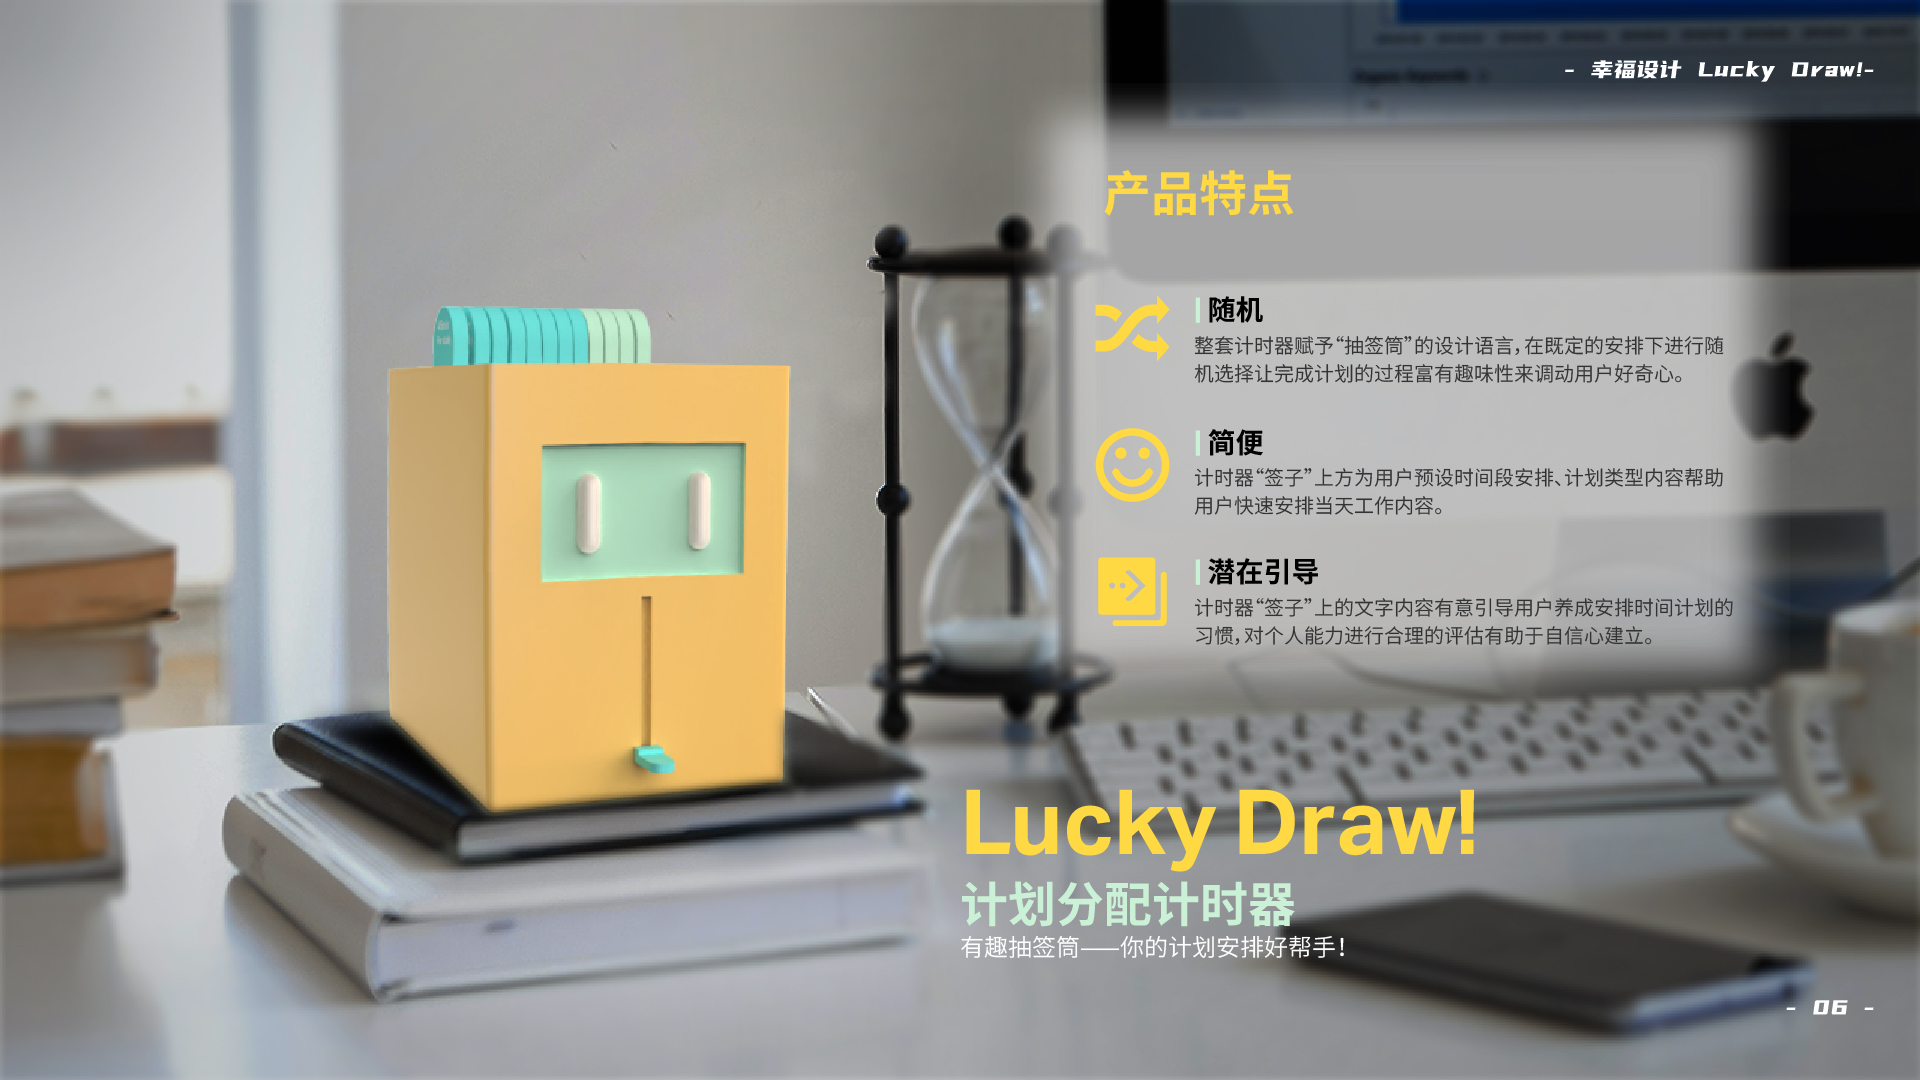 - 幸福设计 Lucky Draw!-
产品特点
随机
整套计时器赋予“抽签筒”的设计语言，在既定的安排下进行随
机选择让完成计划的过程富有趣味性来调动用户好奇心。
简便
计时器“签子”上方为用户预设时间段安排、计划类型内容帮助
用户快速安排当天工作内容。
潜在引导
计时器“签子”上的文字内容有意引导用户养成安排时间计划的
习惯，对个人能力进行合理的评估有助于自信心建立。
Lucky Draw!
计划分配计时器
有趣抽签筒——你的计划安排好帮手！
- 06 -